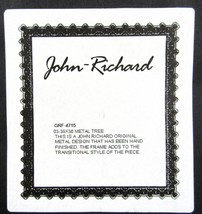 John-Richard
GRF-4715
65.38X38 METAL TREE
THIS IS A JOHN RICHARD ORIGINAL
METAL DESIGN THAT HAS BEEN HAND
FINISHED. THE FRAME ADDS TO THE
TRANSITIONAL STYLE OF THE PIECE.